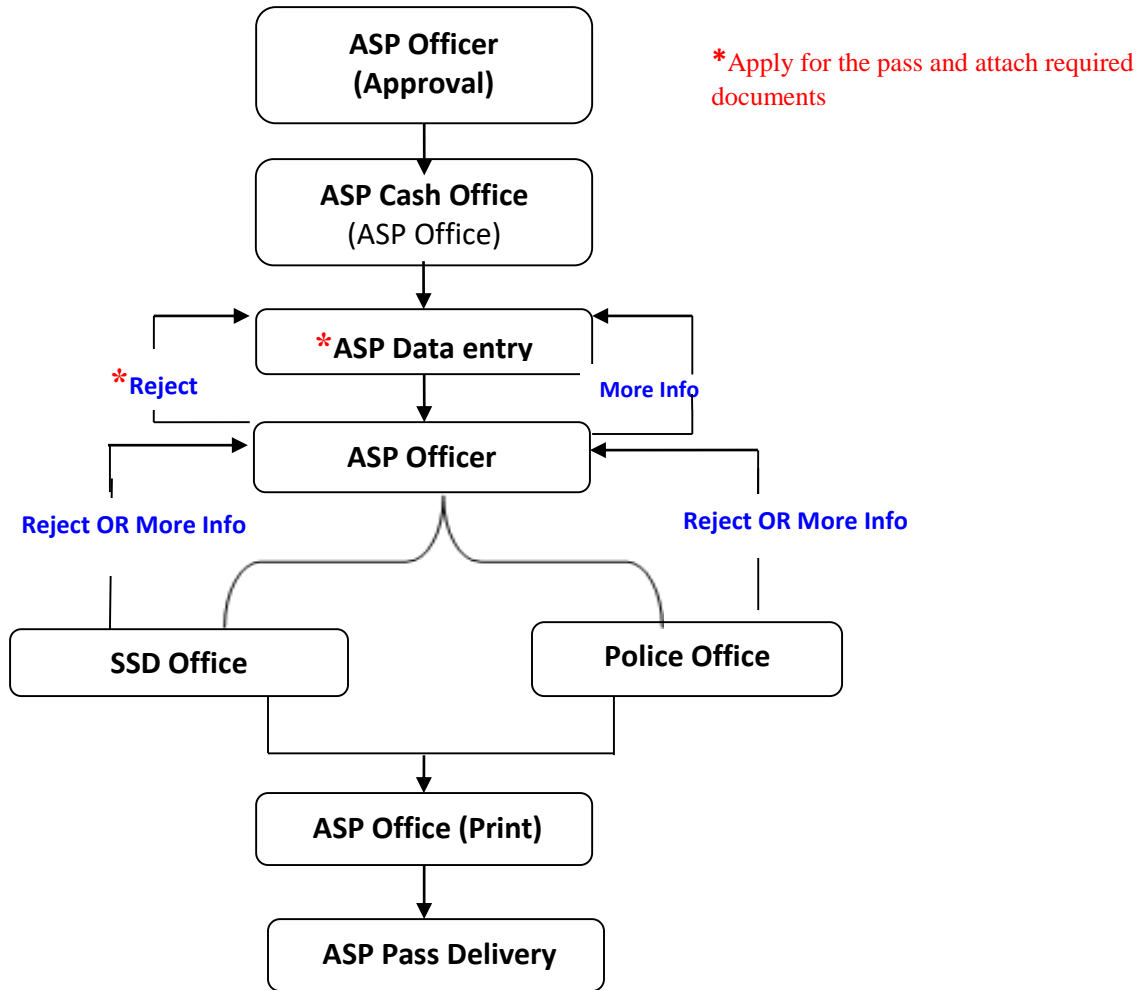 ASP Officer
(Approval)
*Apply for the pass and attach required
documents
ASP Cash Office
(ASP Office)
*ASP Data entry
*Reject
More Info
ASP Officer
Reject OR More Info
Reject OR More Info
SSD Office
Police Office
ASP Office (Print)
ASP Pass Delivery